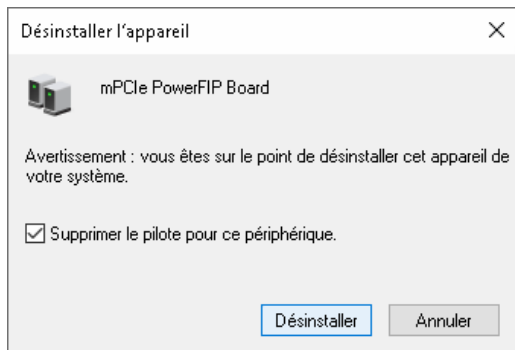 Désinstaller l'appareil
mPCIe PowerFIP Board
Avertissement : vous êtes sur le point de désinstaller cet appareil de
votre système.
Supprimer le pilote pour ce périphérique.
Désinstaller
Annuler